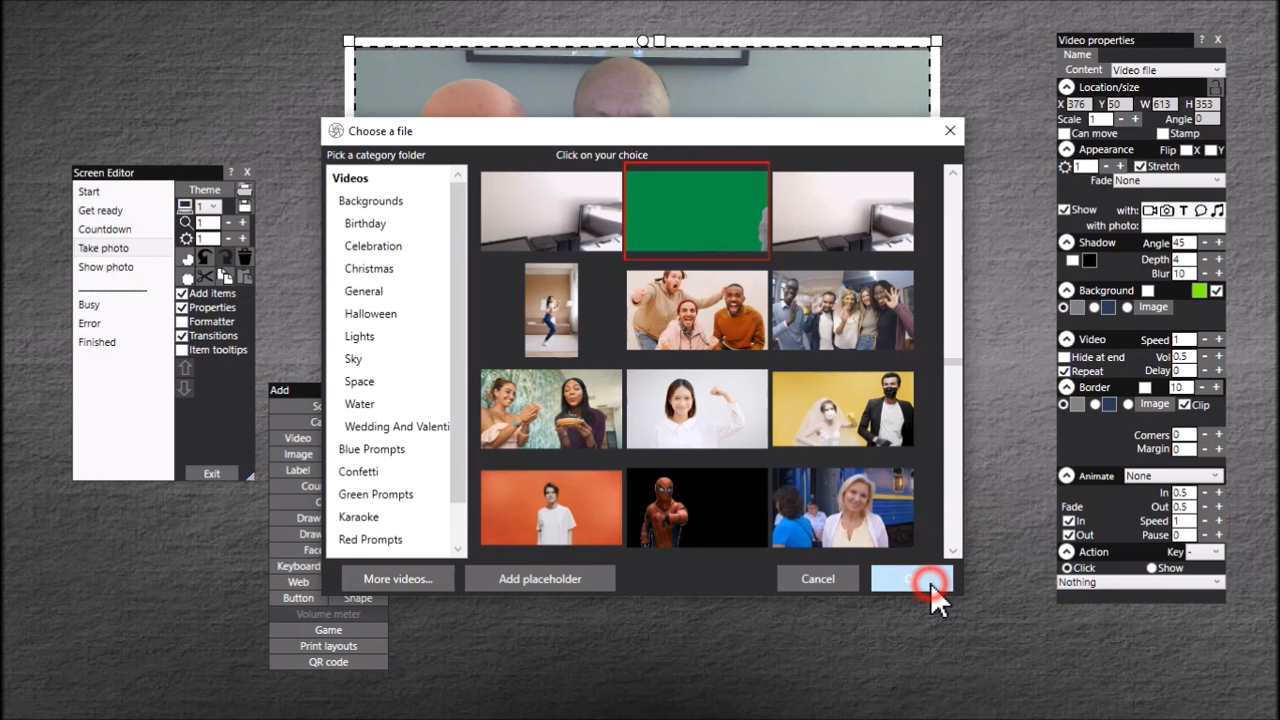 Screen Editor ? X
Start
Get ready
Countdown
Take photo
Show photo
Busy
Error
Finished
Theme
1
1 - +
1 - +
Add items
Properties
Formatter
Transitions
Item tooltips
Exit
Add
Video
Image
Label
Cou
Draw
Draw
Fac
Keyboard
Web
Button Shape
Volume meter
Game
Print layouts
QR code
Choose a file
Pick a category folder Click on your choice
Videos
Backgrounds
Birthday
Celebration
Christmas
General
Halloween
Lights
Sky
Space
Water
Wedding And Valenti
Blue Prompts
Confetti
Green Prompts
Karaoke
Red Prompts
More videos... Add placeholder Cancel
Video properties ? X
Name
Content Video file
Location/size
X 376 Y 50 W 613 H 353
Scale 1 - + Angle 0
Can move Stamp
Appearance Flip X Y
1 - + Stretch
Fade None
Show with: T
with photo:
Shadow Angle 45
Depth 4
Blur 10
Background
Image
Video Speed 1
Hide at end Vol 0.5
Repeat Delay 0
Border 10 - +
Image Clip
Corners 0
Margin 0
Animate None
In 0.5 - +
Fade Out 0.5 - +
In Speed 1 - +
Out Pause 0 - +
Action Key -
Click Show
Nothing